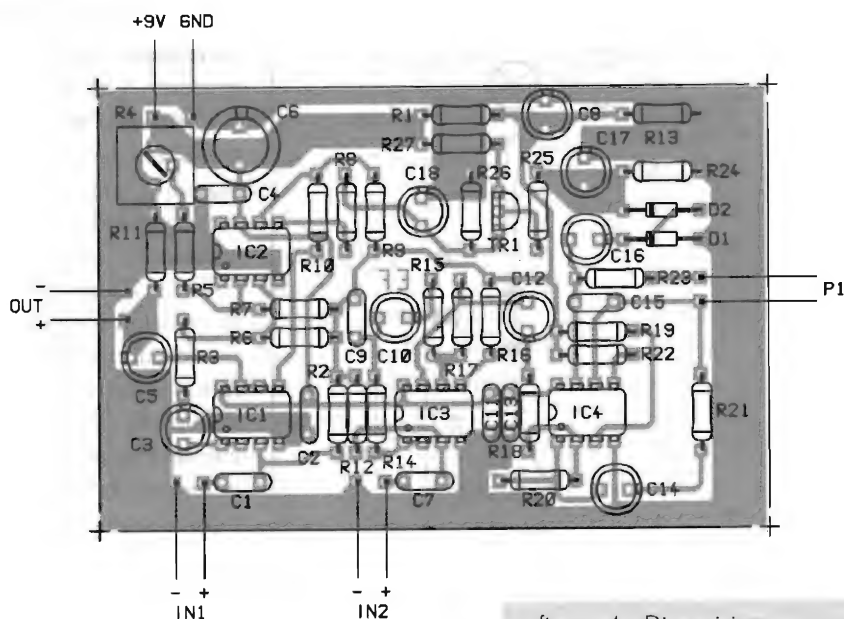 +9V GND
R4
C6
R1
C8
R27
C17
R13
R8
R25
R24
C4
C18
R26
D2
R11
IC2
TR1
D1
R10
R9
C16
R15
C12
R23
- OUT +
R5
R7
C15
P1
R6
R19
C9
C10
R17
R16
R22
R3
R2
C5
IC1
IC3
C11
C13
IC4
R21
C3
C2
R12
R14
R18
C1
C7
R20
C14
- +
IN1
- +
IN2